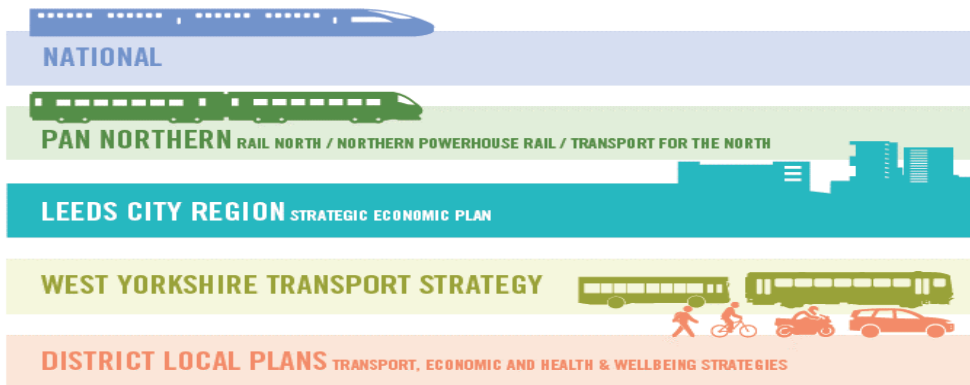 NATIONAL
PAN NORTHERN RAIL NORTH / NORTHERN POWERHOUSE RAIL / TRANSPORT FOR THE NORTH
LEEDS CITY REGION STRATEGIC ECONOMIC PLAN
WEST YORKSHIRE TRANSPORT STRATEGY
DISTRICT LOCAL PLANS TRANSPORT, ECONOMIC AND HEALTH & WELLBEING STRATEGIES